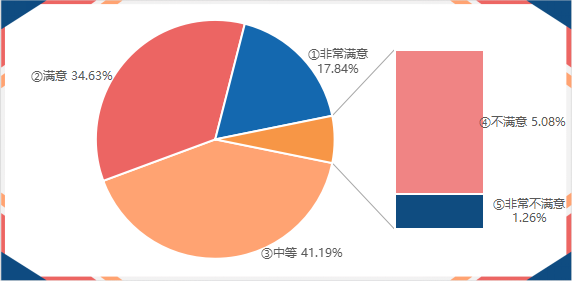 ①非常满意
17.84%
②满意 34.63%
④不满意 5.08%
⑤非常不满意
1.26%
③中等 41.19%